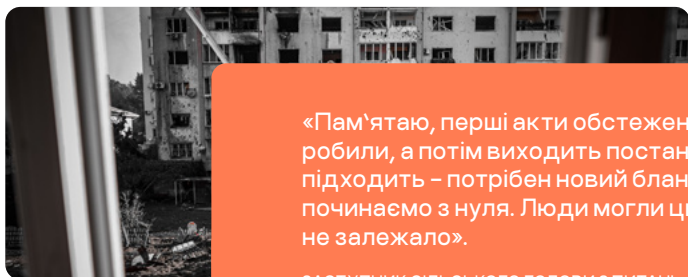 «Пам'ятаю, перші акти обстежен
робили, а потім виходить постан
підходить – потрібен новий блан
починаємо з нуля. Люди могли ц
не залежало».